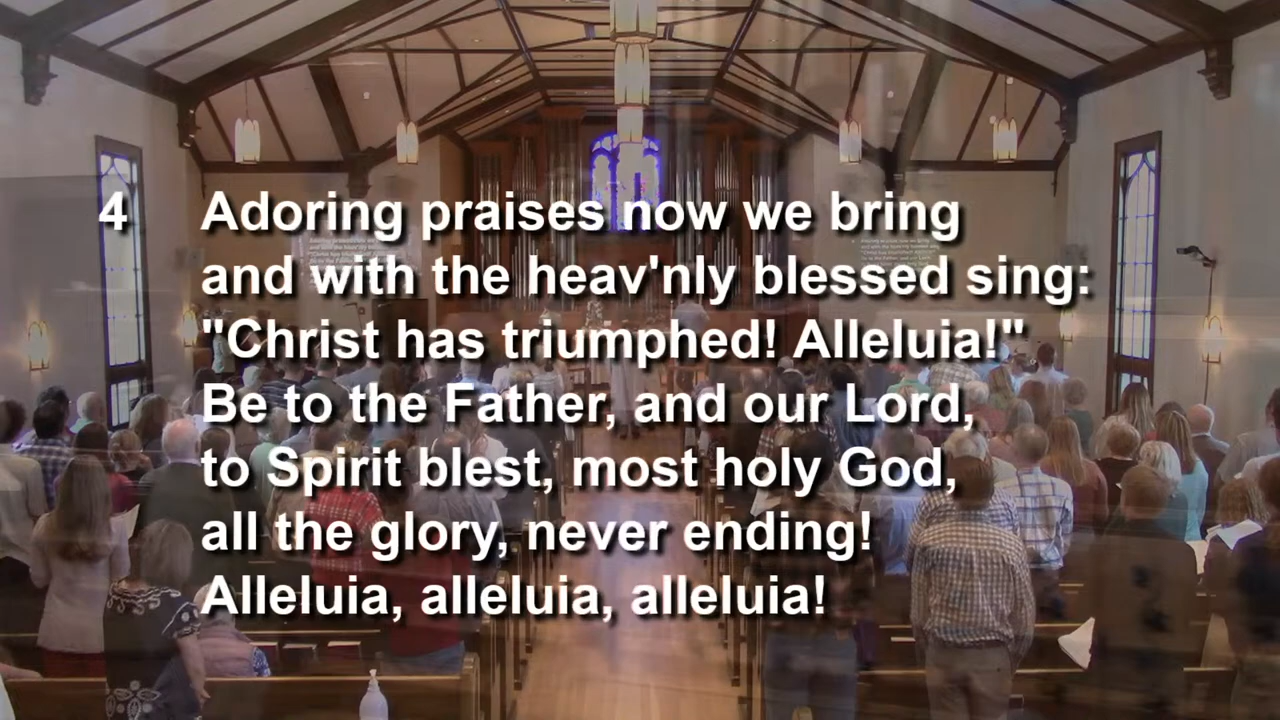 4 Adoring praises now we bring
and with the heav'nly blessed sing:
"Christ has triumphed! Alleluia!"
Be to the Father, and our Lord,
to Spirit blest, most holy God,
all the glory, never ending!
Alleluia, alleluia, alleluia!